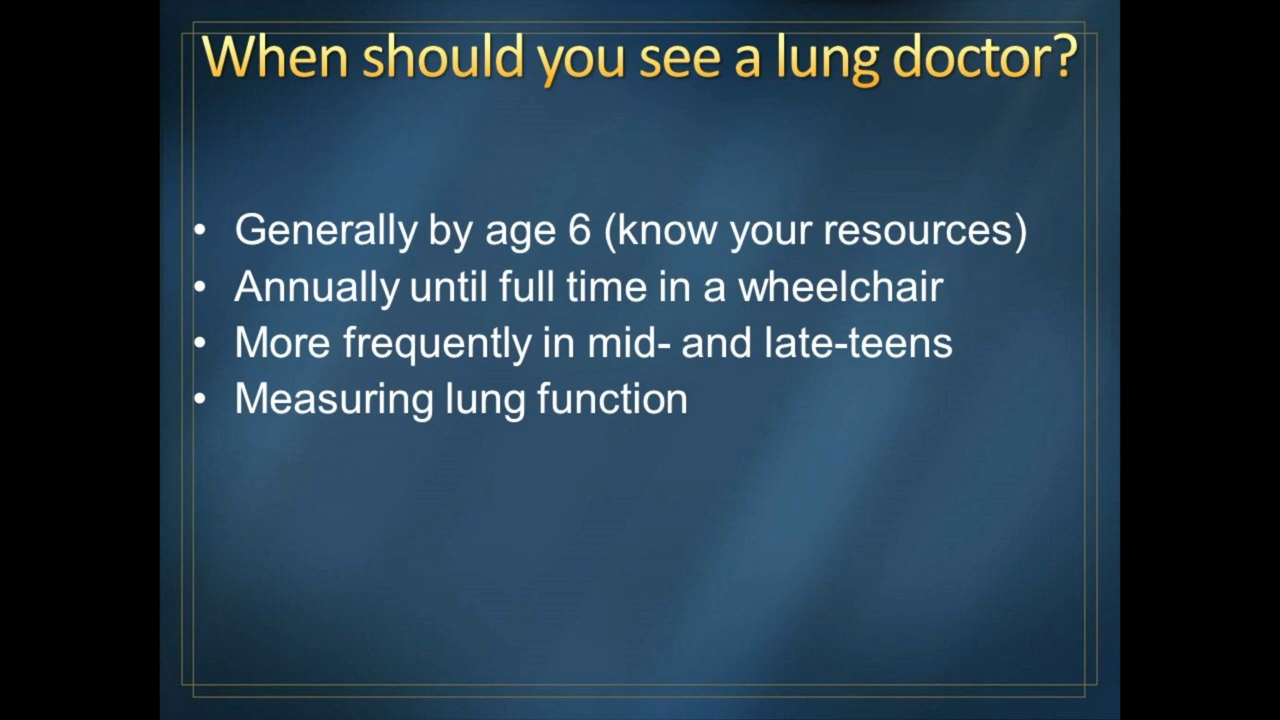 When should you see a lung doctor?
• Generally by age 6 (know your resources)
• Annually until full time in a wheelchair
• More frequently in mid- and late-teens
• Measuring lung function